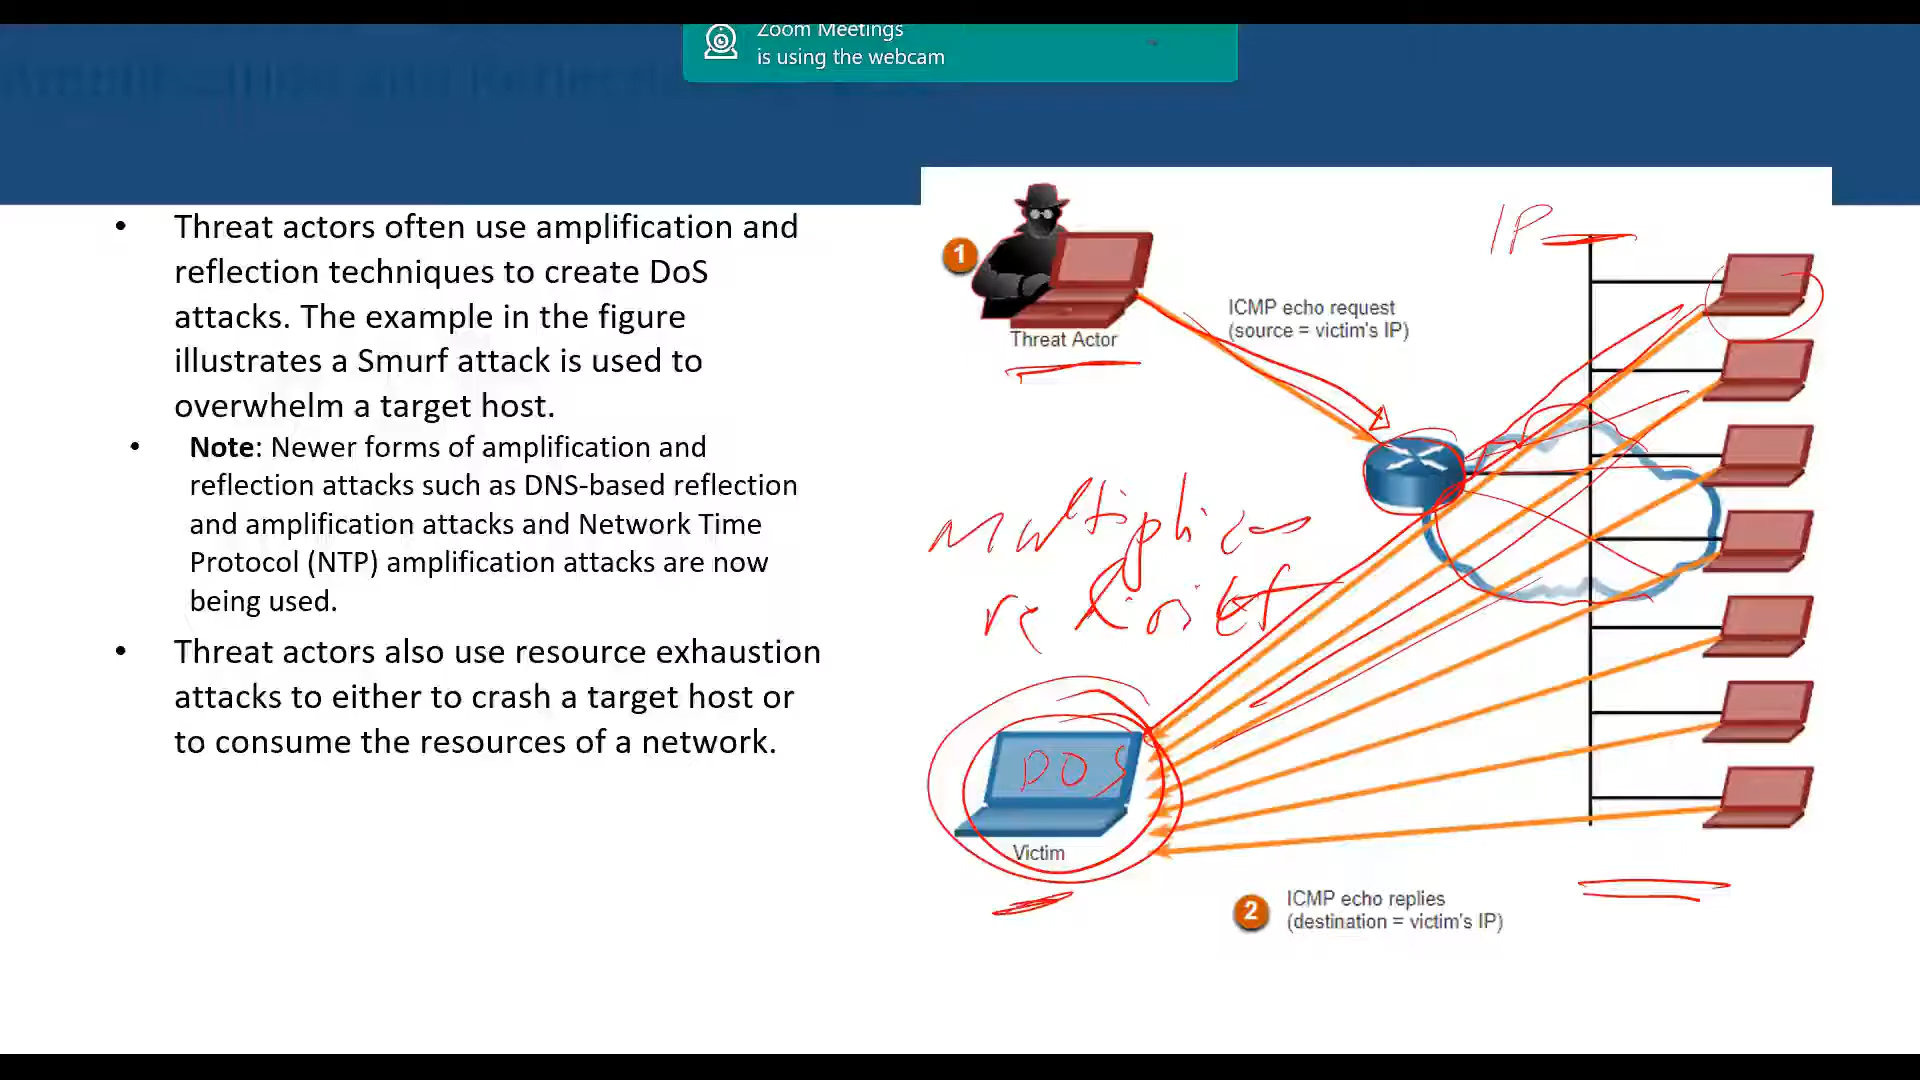 Zoom Meetings
is using the webcam
• Threat actors often use amplification and
reflection techniques to create DoS
attacks. The example in the figure
illustrates a Smurf attack is used to
overwhelm a target host.
• Note: Newer forms of amplification and
reflection attacks such as DNS-based reflection
and amplification attacks and Network Time
Protocol (NTP) amplification attacks are now
being used.
• Threat actors also use resource exhaustion
attacks to either to crash a target host or
to consume the resources of a network.
1
Threat Actor
ICMP echo request
(source = victim's IP)
IP
DOS
Victim
2
ICMP echo replies
(destination = victim's IP)